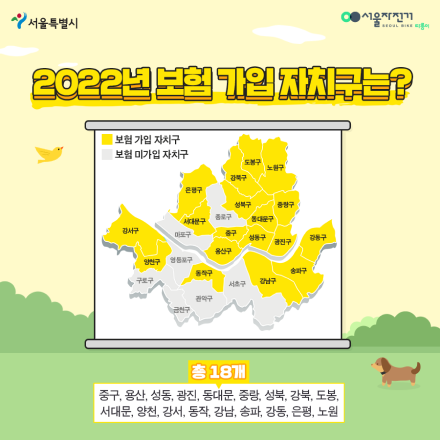 서울특별시
서울자전거
SEOUL BIKE 따릉이
2022년 보험 가입 자치구는?
보험 가입 자치구
보험 미가입 자치구
도봉구
노원구
강북구
은평구
성북구
중랑구
종로구
서대문구
동대문구
강서구
마포구
중구
성동구
광진구
강동구
용산구
양천구
영등포구
동작구
송파구
강남구
구로구
서초구
관악구
금천구
총 18개
중구, 용산, 성동, 광진, 동대문, 중랑, 성북, 강북, 도봉,
서대문, 양천, 강서, 동작, 강남, 송파, 강동, 은평, 노원